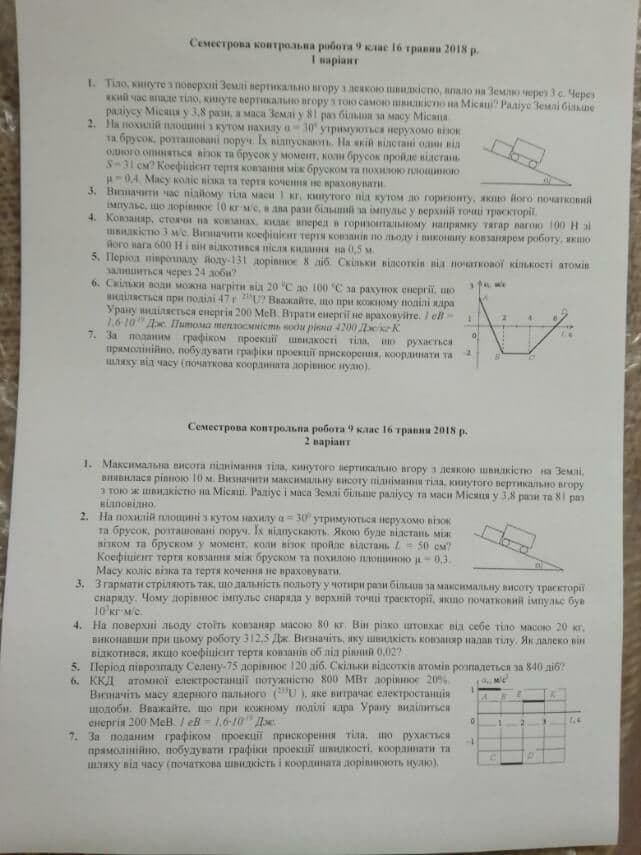 Семестрова контрольна робота 9 клас 16 травня 2018 р.
1 варіант
1. Тіло, кинуте з поверхні Землі вертикально вгору з деякою швидкістю, впало на Землю через 3 с. Через
який час впаде тіло, кинуте вертикально вгору з тою самою швидкістю на Місяці? Радіус Землі більше
радіусу Місяця у 3,8 рази, а маса Землі у 81 раз більша за масу Місяця.
2. На похилій площині з кутом нахилу α = 30⁰ утримуються нерухомо візок
та брусок, розташовані поруч. Їх відпускають. На якій відстані один від
одного опиняться візок та брусок у момент, коли брусок пройде відстань
S = 31 см? Коефіцієнт тертя ковзання між бруском та похилою площиною
μ = 0,4. Масу коліс візка та тертя кочення не враховувати.
α
3. Визначити час підйому тіла маси 1 кг, кинутого під кутом до горизонту, якщо його початковий
імпульс, що дорівнює 10 кг·м/с, в два рази більший за імпульс у верхній точці траєкторії.
4. Ковзаняр, стоячи на ковзанах, кидає вперед в горизонтальному напрямку тягар вагою 100 Н зі
швидкістю 3 м/с. Визначити коефіцієнт тертя ковзанів по льоду і виконану ковзанярем роботу, якщо
його вага 600 Н і він відкотився після кидання на 0,5 м.
5. Період піврозпаду йоду-131 дорівнює 8 діб. Скільки відсотків від початкової кількості атомів
залишиться через 24 доби?
6. Скільки води можна нагріти від 20 ⁰С до 100 ⁰С за рахунок енергії, що
виділяється при поділі 47 г ²³⁵U? Вважайте, що при кожному поділі ядра
Урану виділяється енергія 200 МеВ. Втрати енергії не враховуйте. 1 еВ =
1,6·10⁻¹⁹ Дж. Питома теплоємність води рівна 4200 Дж/кг·К
7. За поданим графіком проекції швидкості тіла, що рухається
прямолінійно, побудувати графіки проекції прискорення, координати та
шляху від часу (початкова координата дорівнює нулю).
3 м/с
A
1 2 4 6 D
0 t, с
-2 B C
Семестрова контрольна робота 9 клас 16 травня 2018 р.
2 варіант
1. Максимальна висота піднімання тіла, кинутого вертикально вгору з деякою швидкістю на Землі,
виявилася рівною 10 м. Визначити максимальну висоту піднімання тіла, кинутого вертикально вгору
з тою ж швидкістю на Місяці. Радіус і маса Землі більше радіусу та маси Місяця у 3,8 рази та 81 раз
відповідно.
2. На похилій площині з кутом нахилу α = 30⁰ утримуються нерухомо візок
та брусок, розташовані поруч. Їх відпускають. Якою буде відстань між
візком та бруском у момент, коли візок пройде відстань L = 50 см?
Коефіцієнт тертя ковзання між бруском та похилою площиною μ = 0,3.
Масу коліс візка та тертя кочення не враховувати.
α
3. З гармати стріляють так, що дальність польоту у чотири рази більша за максимальну висоту траєкторії
снаряду. Чому дорівнює імпульс снаряда у верхній точці траєкторії, якщо початковий імпульс був
10³кг·м/с.
4. На поверхні льоду стоїть ковзаняр масою 80 кг. Він різко штовхає від себе тіло масою 20 кг,
виконавши при цьому роботу 312,5 Дж. Визначіть, яку швидкість ковзаняр надав тілу. Як далеко він
відкотився, якщо коефіцієнт тертя ковзанів об лід рівний 0,02?
5. Період піврозпаду Селену-75 дорівнює 120 діб. Скільки відсотків атомів розпадеться за 840 діб?
6. ККД атомної електростанції потужністю 800 МВт дорівнює 20%.
Визначіть масу ядерного пального (²³⁵U ), яке витрачає електростанція
щодоби. Вважайте, що при кожному поділі ядра Урану виділиться
енергія 200 МеВ. 1 еВ = 1,6·10⁻¹⁹ Дж.
7. За поданим графіком проекції прискорення тіла, що рухається
прямолінійно, побудувати графіки проекції швидкості, координати та
шляху від часу (початкова швидкість і координата дорівнюють нулю).
м/с²
1 A B E K
0 1 2 3 t, с
-1
C D